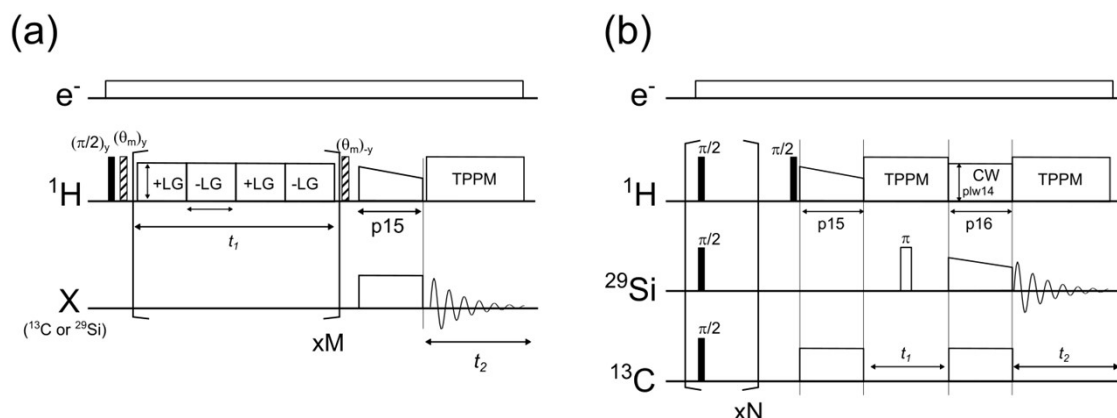 (a)
e⁻
(π/2)y (θm)y (θm)-y
¹H +LG -LG +LG -LG TPPM
t₁ p15
X
(¹³C or ²⁹Si)
xM
t₂
(b)
e⁻
π/2 π/2
¹H TPPM CW TPPM
plw14
p15 p16
π/2 π
²⁹Si
π/2
t₁ t₂
¹³C
xN